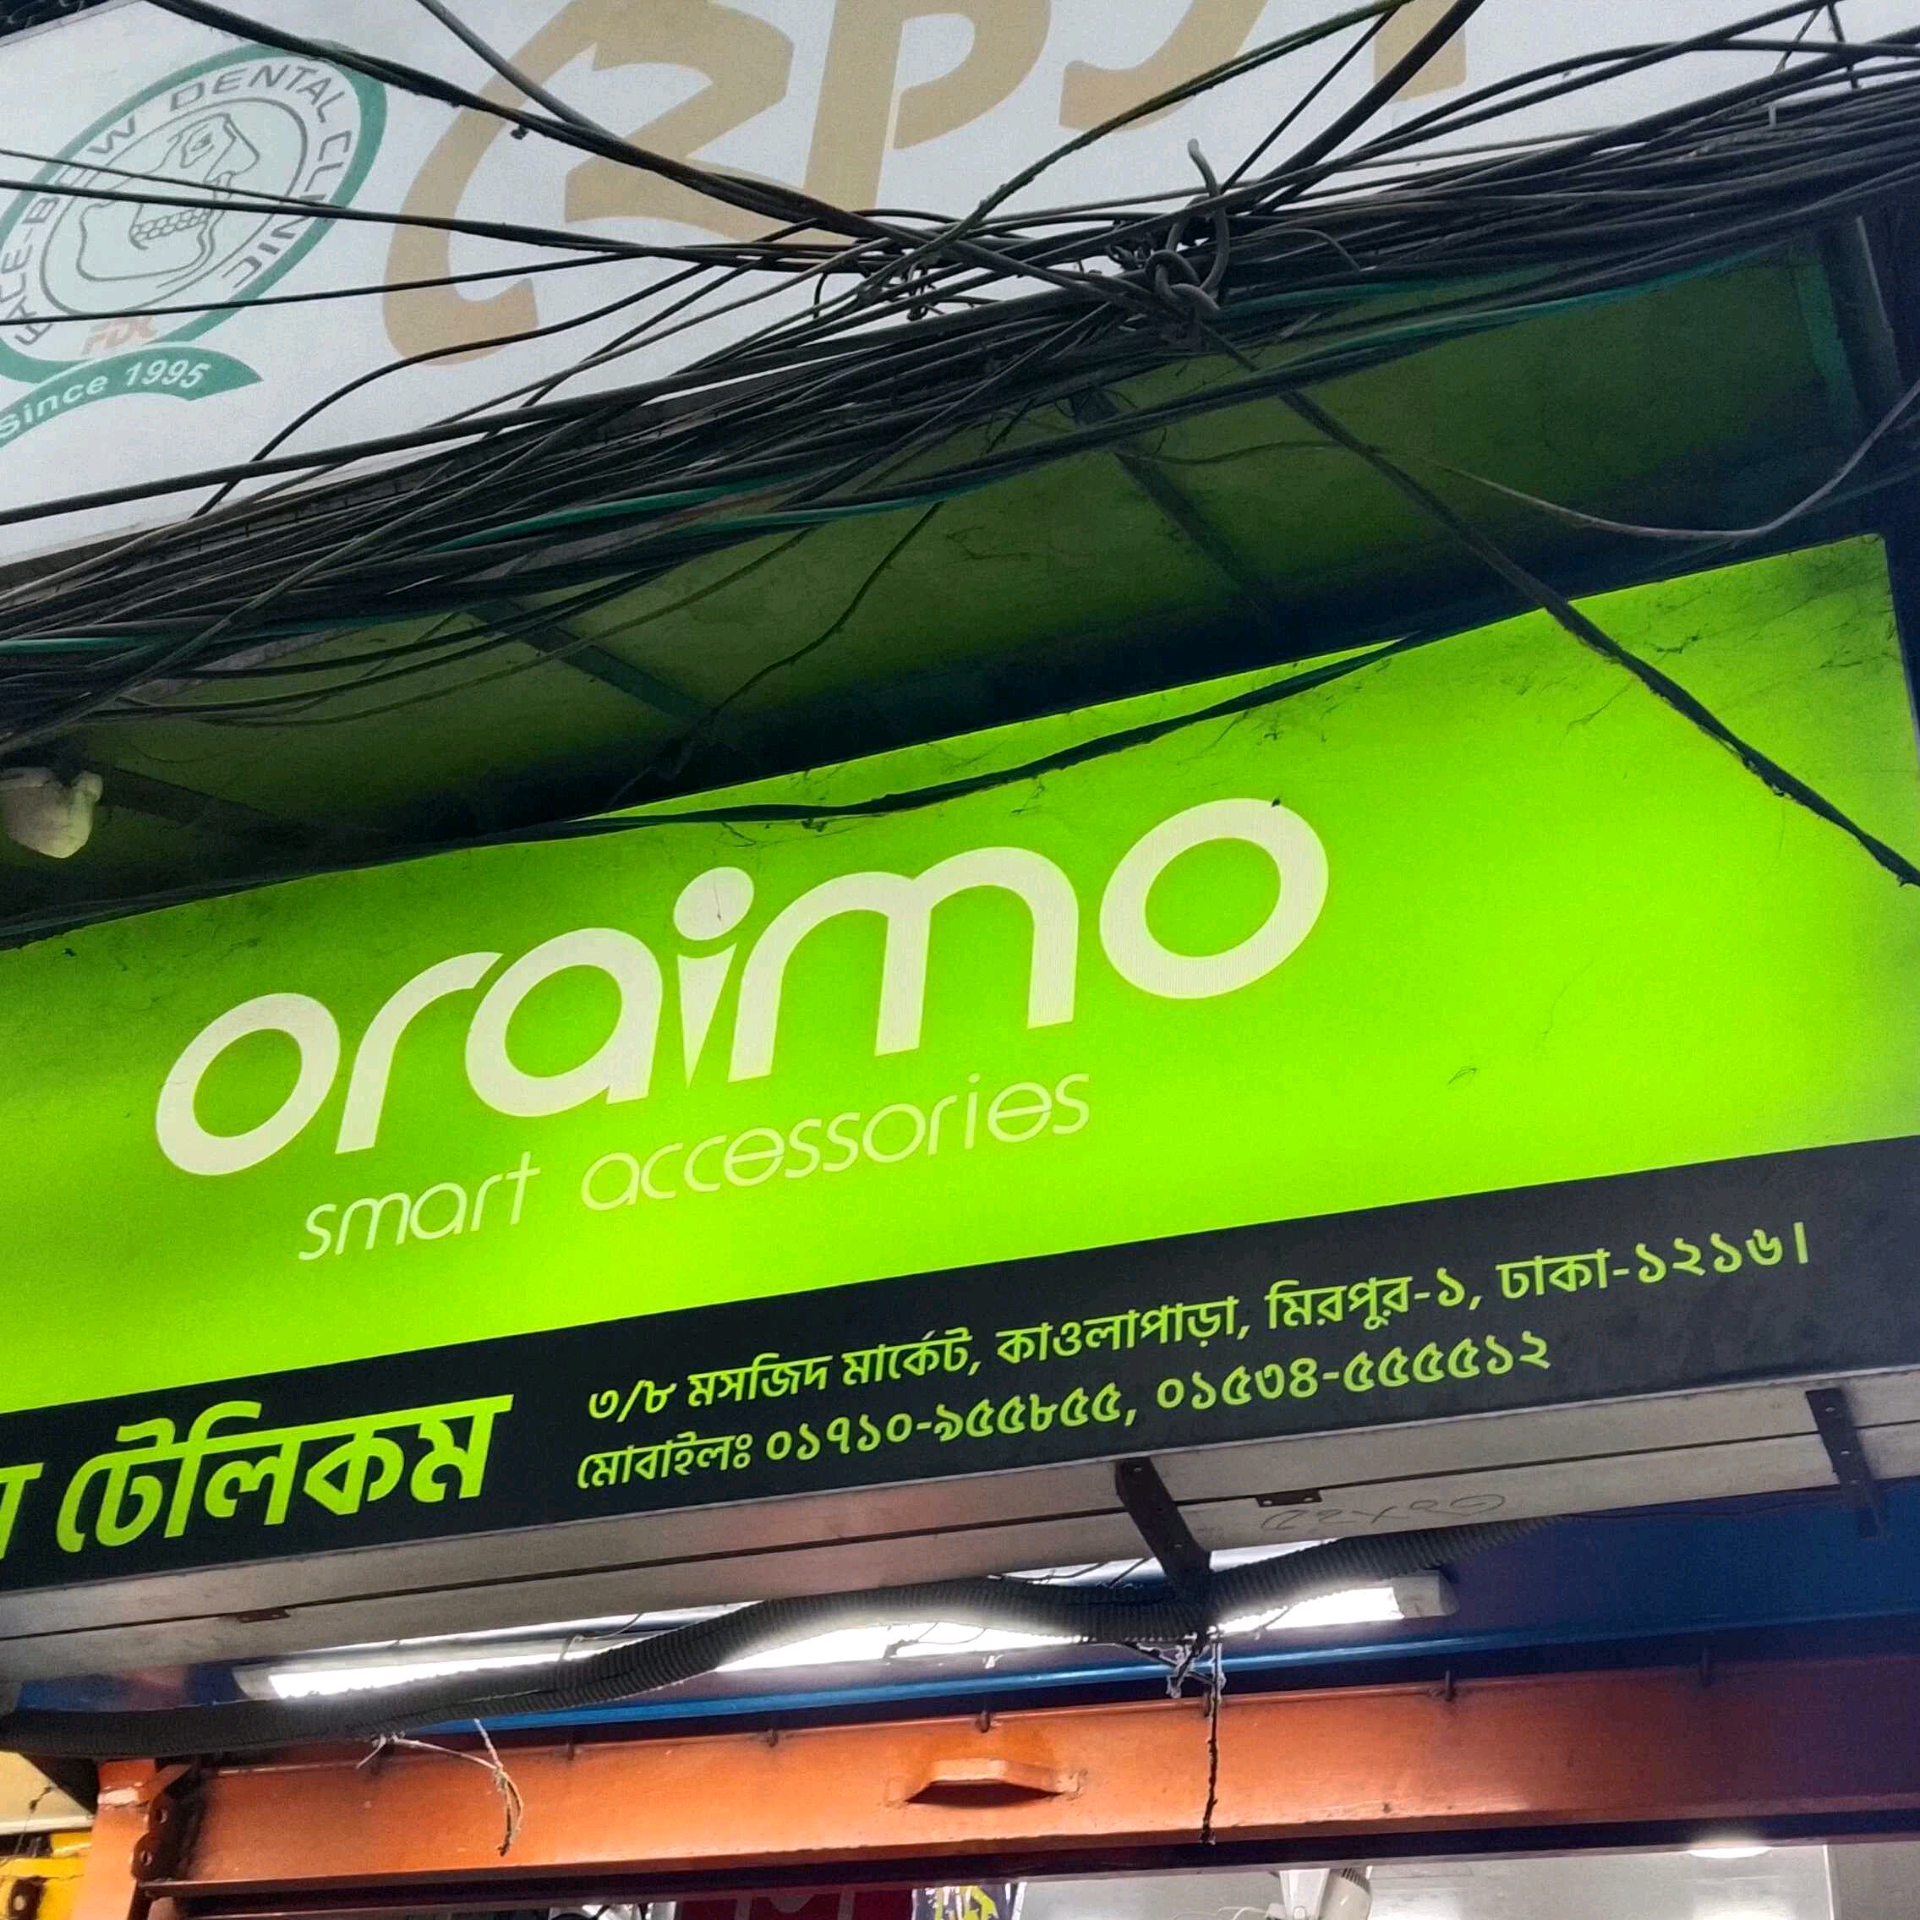 DENTAL CLINIC
FDC
Since 1995
oraimo
smart accessories
টেলিকম
৩/৮ মসজিদ মার্কেট, কাওলাপাড়া, মিরপুর-১, ঢাকা-১২১৬।
মোবাইলঃ ০১৭১০-৯৫৫৮৫৫, ০১৫৩৪-৫৫৫৫১২